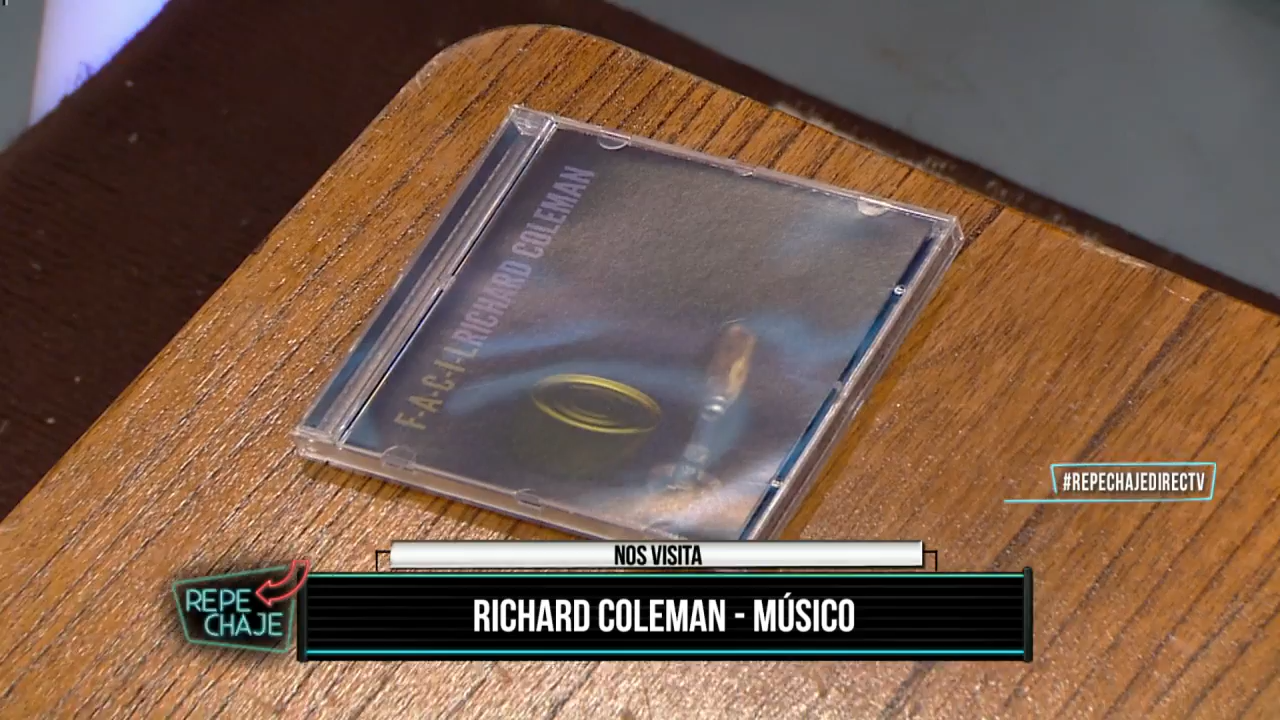 F-A-C-I-L RICHARD COLEMAN
#REPECHAJEDIRECTV
NOS VISITA
REPE
CHAJE
RICHARD COLEMAN - MÚSICO